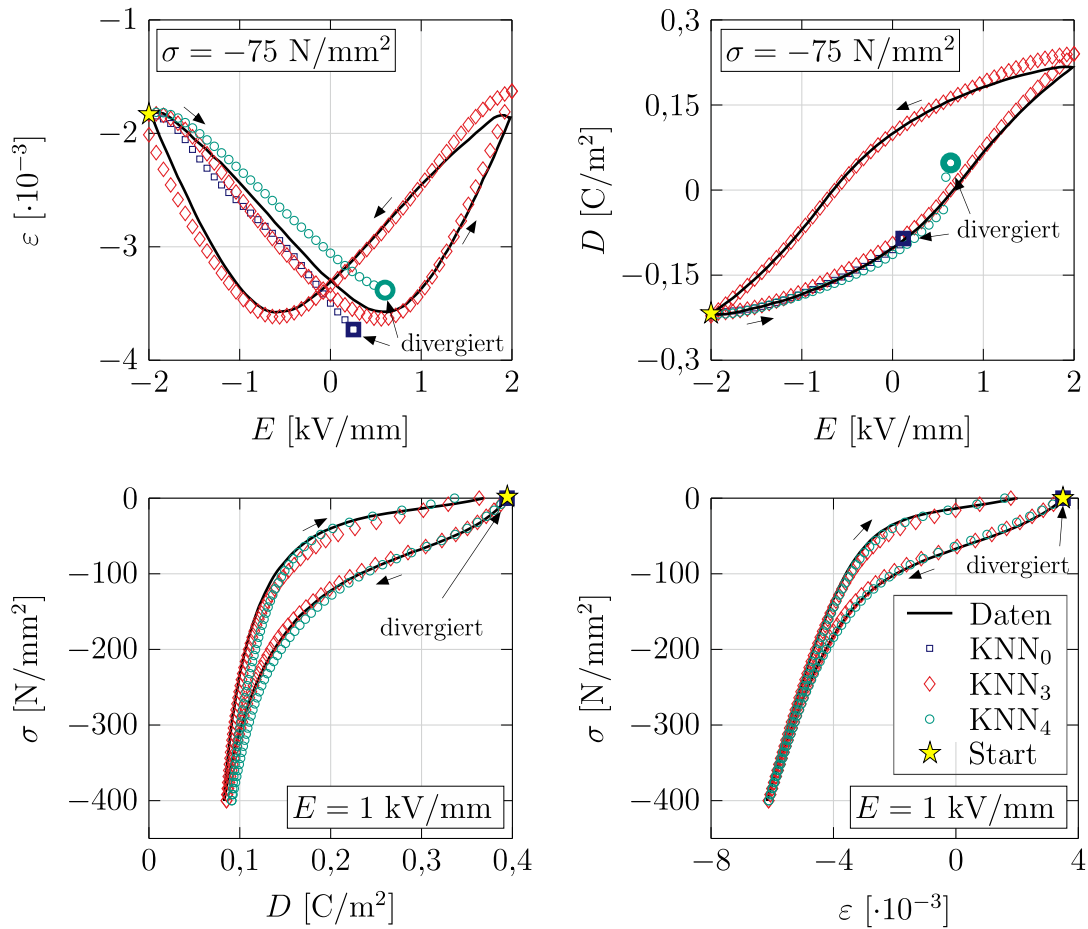 −1
−2
−3
−4
−2
−1
0
1
2
σ = −75 N/mm²
divergiert
ε [·10⁻³]
E [kV/mm]
0,3
0,15
0
−0,15
−0,3
−2
−1
0
1
2
σ = −75 N/mm²
divergiert
D [C/m²]
E [kV/mm]
0
−100
−200
−300
−400
0
0,1
0,2
0,3
0,4
divergiert
E = 1 kV/mm
σ [N/mm²]
D [C/m²]
0
−100
−200
−300
−400
−8
−4
0
4
divergiert
Daten
KNN₀
KNN₃
KNN₄
Start
E = 1 kV/mm
σ [N/mm²]
ε [·10⁻³]